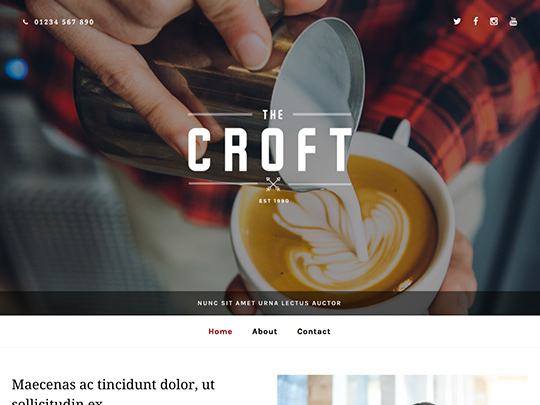 01234 567 890
THE
CROFT
EST 1990
NUNC SIT AMET URNA LECTUS AUCTOR
Home About Contact
Maecenas ac tincidunt dolor, ut
sollicitudin ex